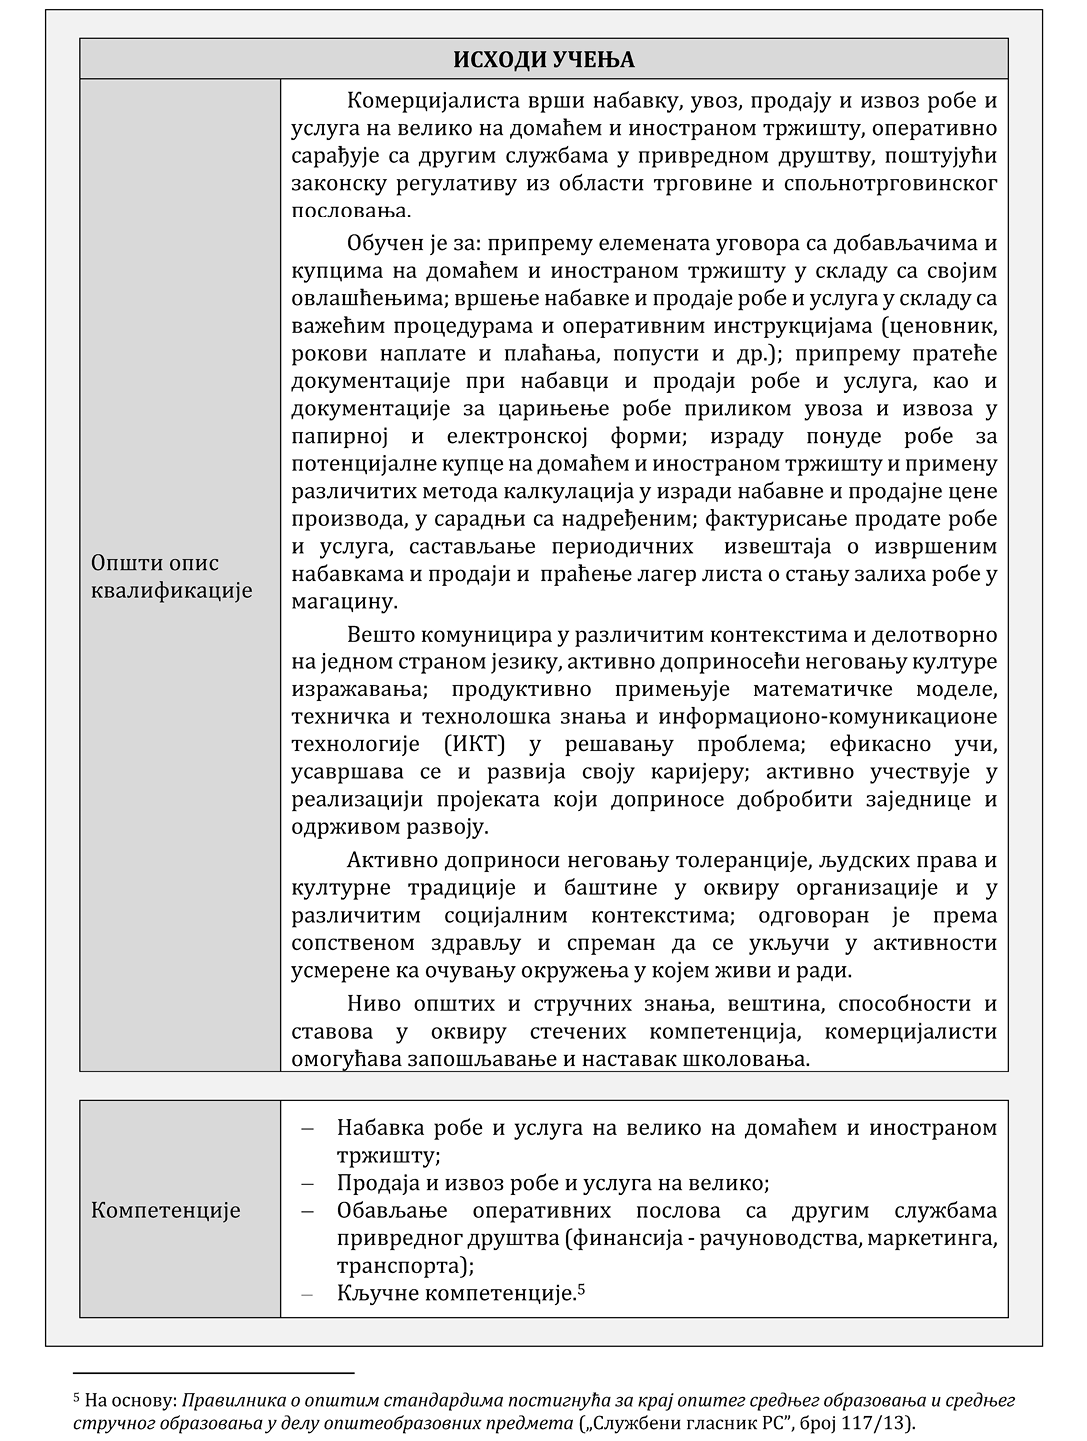 ИСХОДИ УЧЕЊА
Општи опис
квалификације
Комерцијалиста врши набавку, увоз, продају и извоз робе и
услуга на велико на домаћем и иностраном тржишту, оперативно
сарађује са другим службама у привредном друштву, поштујући
законску регулативу из области трговине и спољнотрговинског
пословања.
Обучен је за: припрему елемената уговора са добављачима и
купцима на домаћем и иностраном тржишту у складу са својим
овлашћењима; вршење набавке и продаје робе и услуга у складу са
важећим процедурама и оперативним инструкцијама (ценовник,
рокови наплате и плаћања, попусти и др.); припрему пратеће
документације при набавци и продаји робе и услуга, као и
документације за царињење робе приликом увоза и извоза у
папирној и електронској форми; израду понуде робе за
потенцијалне купце на домаћем и иностраном тржишту и примену
различитих метода калкулација у изради набавне и продајне цене
производа, у сарадњи са надређеним; фактурисање продате робе
и услуга, састављање периодичних извештаја о извршеним
набавкама и продаји и праћење лагер листа о стању залиха робе у
магацину.
Вешто комуницира у различитим контекстима и делотворно
на једном страном језику, активно доприносећи неговању културе
изражавања; продуктивно примењује математичке моделе,
техничка и технолошка знања и информационо-комуникационе
технологије (ИКТ) у решавању проблема; ефикасно учи,
усавршава се и развија своју каријеру; активно учествује у
реализацији пројеката који доприносе добробити заједнице и
одрживом развоју.
Активно доприноси неговању толеранције, људских права и
културне традиције и баштине у оквиру организације и у
различитим социјалним контекстима; одговоран је према
сопственом здрављу и спреман да се укључи у активности
усмерене ка очувању окружења у којем живи и ради.
Ниво општих и стручних знања, вештина, способности и
ставова у оквиру стечених компетенција, комерцијалисти
омогућава запошљавање и наставак школовања.
Компетенције
– Набавка робе и услуга на велико на домаћем и иностраном
тржишту;
– Продаја и извоз робе и услуга на велико;
– Обављање оперативних послова са другим службама
привредног друштва (финансија - рачуноводства, маркетинга,
транспорта);
– Кључне компетенције.⁵
⁵ На основу: Правилника о општим стандардима постигнућа за крај општег средњег образовања и средњег
стручног образовања у делу општеобразовних предмета („Службени гласник РС”, број 117/13).